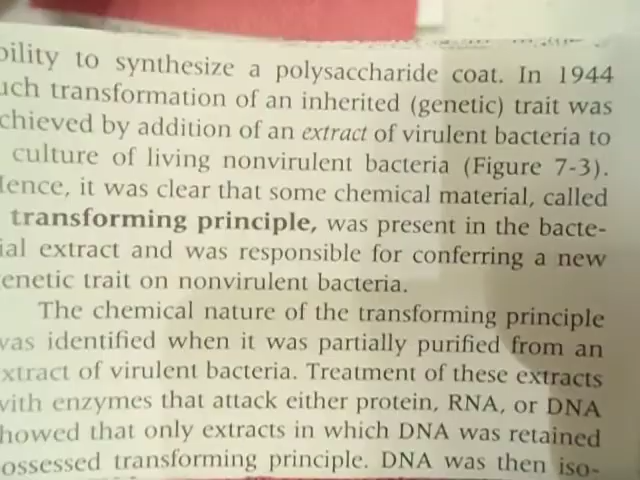 bility to synthesize a polysaccharide coat. In 1944
uch transformation of an inherited (genetic) trait was
chieved by addition of an extract of virulent bacteria to
culture of living nonvirulent bacteria (Figure 7-3).
Hence, it was clear that some chemical material, called
transforming principle, was present in the bacte-
ial extract and was responsible for conferring a new
enetic trait on nonvirulent bacteria.
The chemical nature of the transforming principle
was identified when it was partially purified from an
xtract of virulent bacteria. Treatment of these extracts
with enzymes that attack either protein, RNA, or DNA
howed that only extracts in which DNA was retained
ossessed transforming principle. DNA was then iso-